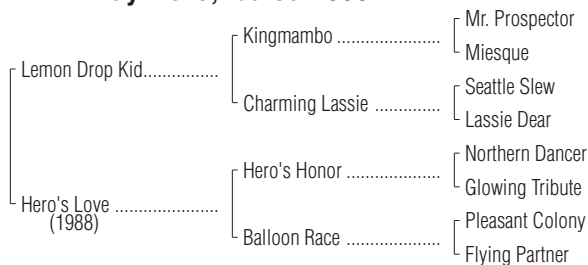 Mr. Prospector
Kingmambo ....................
Miesque
Lemon Drop Kid...............
Seattle Slew
Charming Lassie .............
Lassie Dear
Northern Dancer
Hero's Honor ...................
Glowing Tribute
Hero's Love .....................
(1988)
Pleasant Colony
Balloon Race ...................
Flying Partner